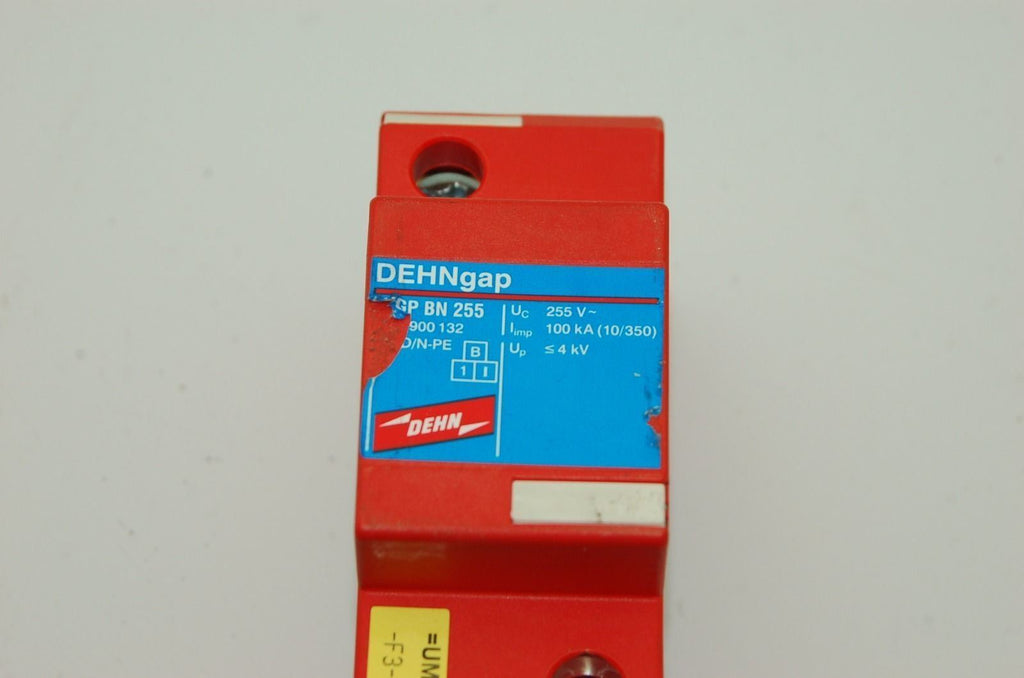 DEHNgap
GP BN 255
900 132
/N-PE
B
1 I
UC 255 V~
Iimp 100 kA (10/350)
Up ≤ 4 kV
DEHN
=UM
-F3-